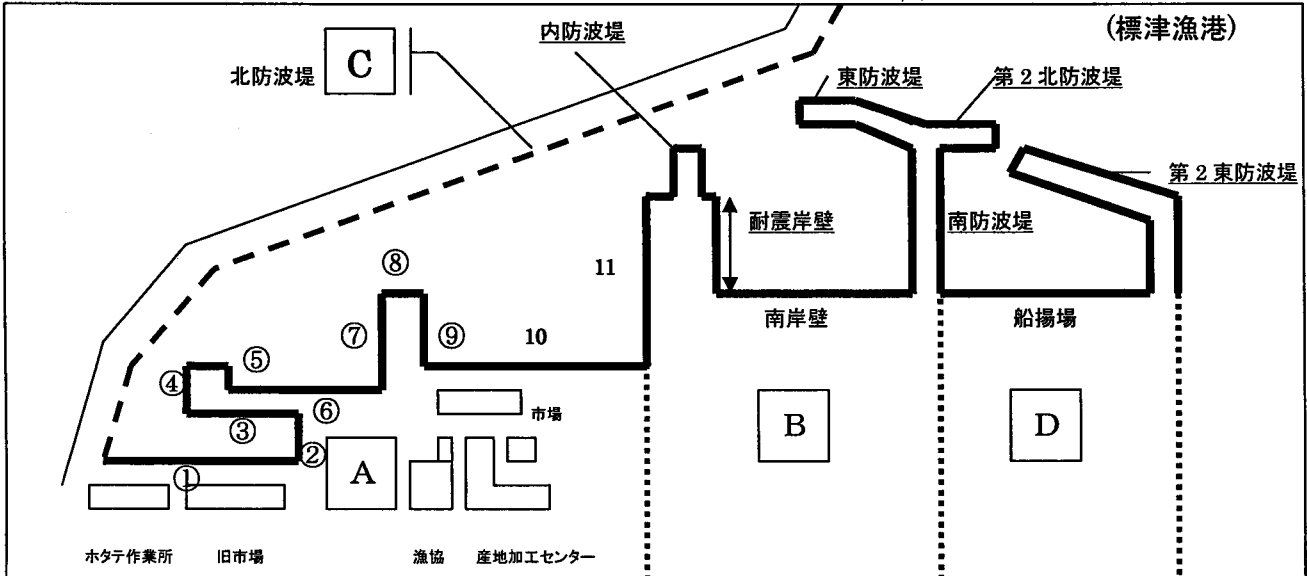 (標津漁港)
内防波堤
北防波堤
C
東防波堤
第2北防波堤
第2東防波堤
耐震岸壁
南防波堤
⑧
11
南岸壁
船揚場
⑦
⑨
10
⑤
④
⑥
市場
③
B
D
②
A
①
ホタテ作業所
旧市場
漁協
産地加工センター